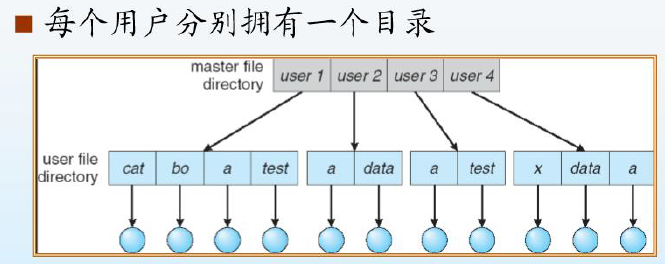 每个用户分别拥有一个目录
master file directory
user 1 user 2 user 3 user 4
user file directory
cat bo a test a data a test x data a